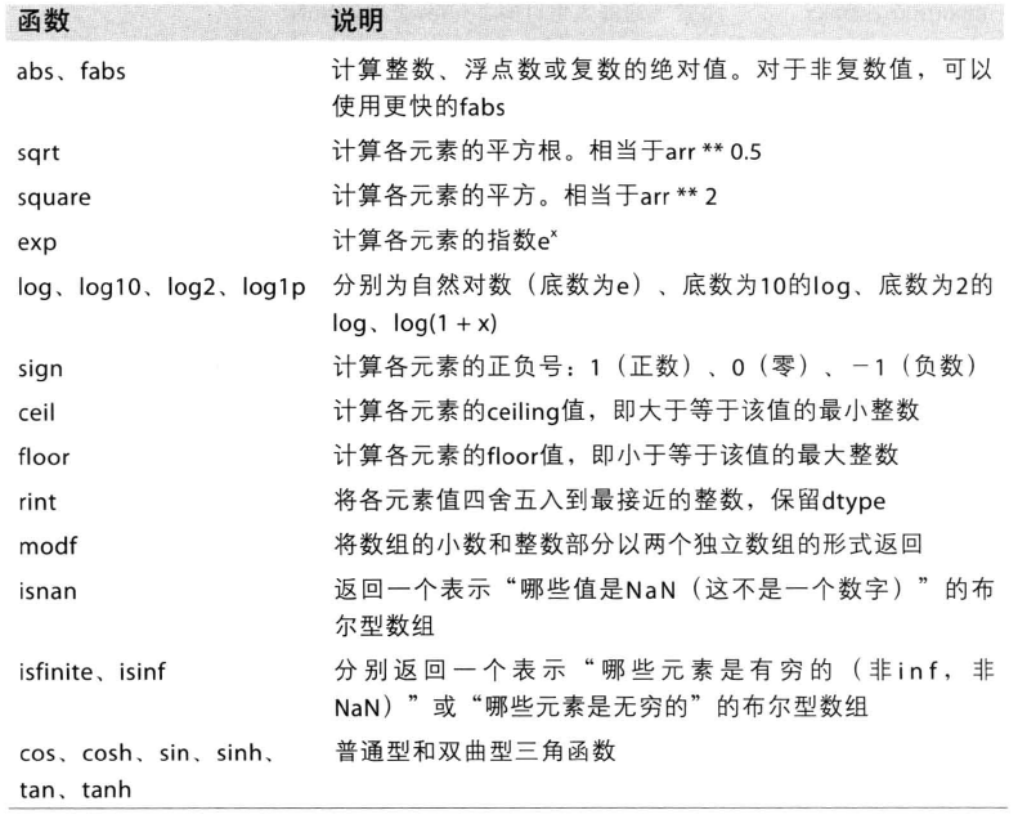 函数 说明
abs、fabs 计算整数、浮点数或复数的绝对值。对于非复数值，可以
使用更快的fabs
sqrt 计算各元素的平方根。相当于arr ** 0.5
square 计算各元素的平方。相当于arr ** 2
exp 计算各元素的指数eˣ
log、log10、log2、log1p 分别为自然对数（底数为e）、底数为10的log、底数为2的
log、log(1 + x)
sign 计算各元素的正负号：1（正数）、0（零）、－1（负数）
ceil 计算各元素的ceiling值，即大于等于该值的最小整数
floor 计算各元素的floor值，即小于等于该值的最大整数
rint 将各元素值四舍五入到最接近的整数，保留dtype
modf 将数组的小数和整数部分以两个独立数组的形式返回
isnan 返回一个表示“哪些值是NaN（这不是一个数字）”的布
尔型数组
isfinite、isinf 分别返回一个表示“哪些元素是有穷的（非inf，非
NaN）”或“哪些元素是无穷的”的布尔型数组
cos、cosh、sin、sinh、 普通型和双曲型三角函数
tan、tanh